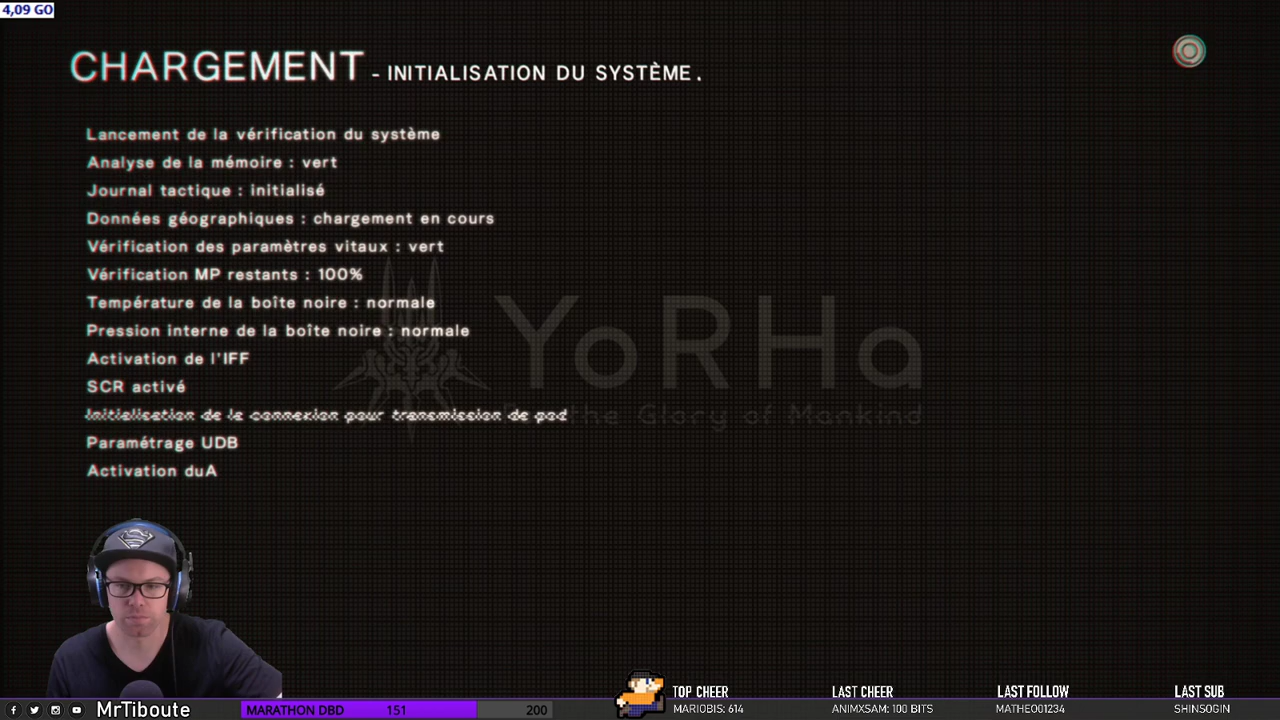 4,09 GO
CHARGEMENT - INITIALISATION DU SYSTÈME.
Lancement de la vérification du système
Analyse de la mémoire : vert
Journal tactique : initialisé
Données géographiques : chargement en cours
Vérification des paramètres vitaux : vert
Vérification MP restants : 100%
Température de la boîte noire : normale
Pression interne de la boîte noire : normale
Activation de l'IFF
SCR activé
Initialisation de la connexion pour transmission de pod
Paramétrage UDB
Activation duA
YoRHa
the Glory of Mankind
MrTiboute
MARATHON DBD 151 200
TOP CHEER
MARIOBIS: 614
LAST CHEER
ANIMXSAM: 100 BITS
LAST FOLLOW
MATHEO01234
LAST SUB
SHINSOGIN